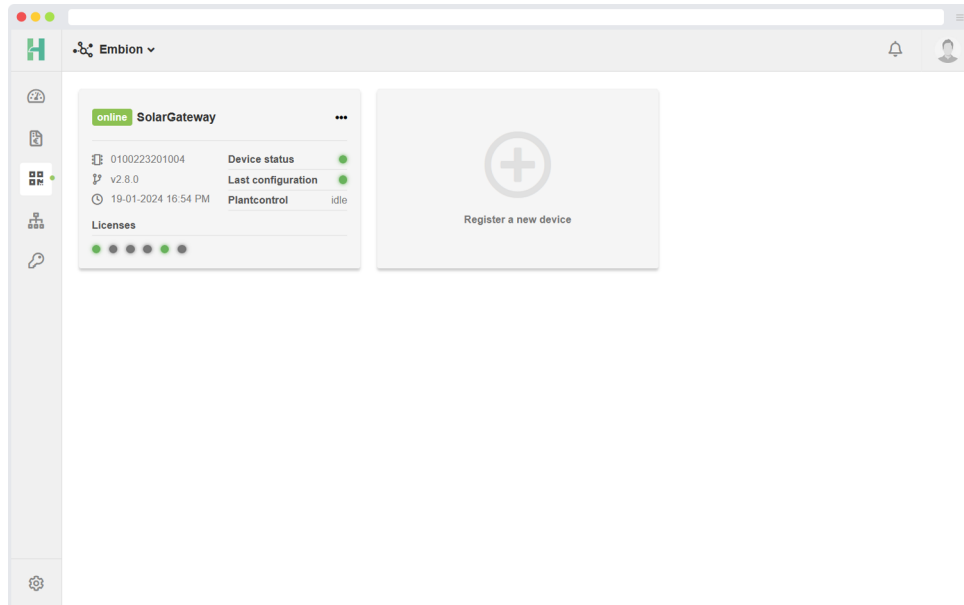 Embion
online SolarGateway
0100223201004
v2.8.0
19-01-2024 16:54 PM
Device status
Last configuration
Plantcontrol idle
Licenses
Register a new device